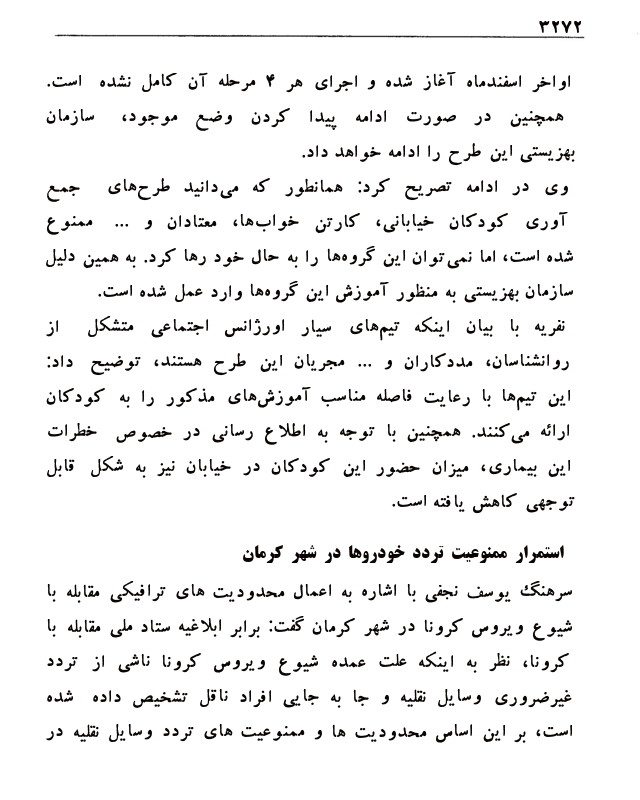 ۳۲۷۲
اواخر اسفندماه آغاز شده و اجرای هر ۴ مرحله آن کامل نشده است.
همچنین در صورت ادامه پیدا کردن وضع موجود، سازمان
بهزیستی این طرح را ادامه خواهد داد.
وی در ادامه تصریح کرد: همانطور که می‌دانید طرح‌های جمع
آوری کودکان خیابانی، کارتن خواب‌ها، معتادان و ... ممنوع
شده است، اما نمی‌توان این گروه‌ها را به حال خود رها کرد. به همین دلیل
سازمان بهزیستی به منظور آموزش این گروه‌ها وارد عمل شده است.
نفریه با بیان اینکه تیم‌های سیار اورژانس اجتماعی متشکل از
روانشناسان، مددکاران و ... مجریان این طرح هستند، توضیح داد:
این تیم‌ها با رعایت فاصله مناسب آموزش‌های مذکور را به کودکان
ارائه می‌کنند. همچنین با توجه به اطلاع رسانی در خصوص خطرات
این بیماری، میزان حضور این کودکان در خیابان نیز به شکل قابل
توجهی کاهش یافته است.
استمرار ممنوعیت تردد خودروها در شهر کرمان
سرهنگ یوسف نجفی با اشاره به اعمال محدودیت های ترافیکی مقابله با
شیوع ویروس کرونا در شهر کرمان گفت: برابر ابلاغیه ستاد ملی مقابله با
کرونا، نظر به اینکه علت عمده شیوع ویروس کرونا ناشی از تردد
غیرضروری وسایل نقلیه و جا به جایی افراد ناقل تشخیص داده شده
است، بر این اساس محدودیت ها و ممنوعیت های تردد وسایل نقلیه در